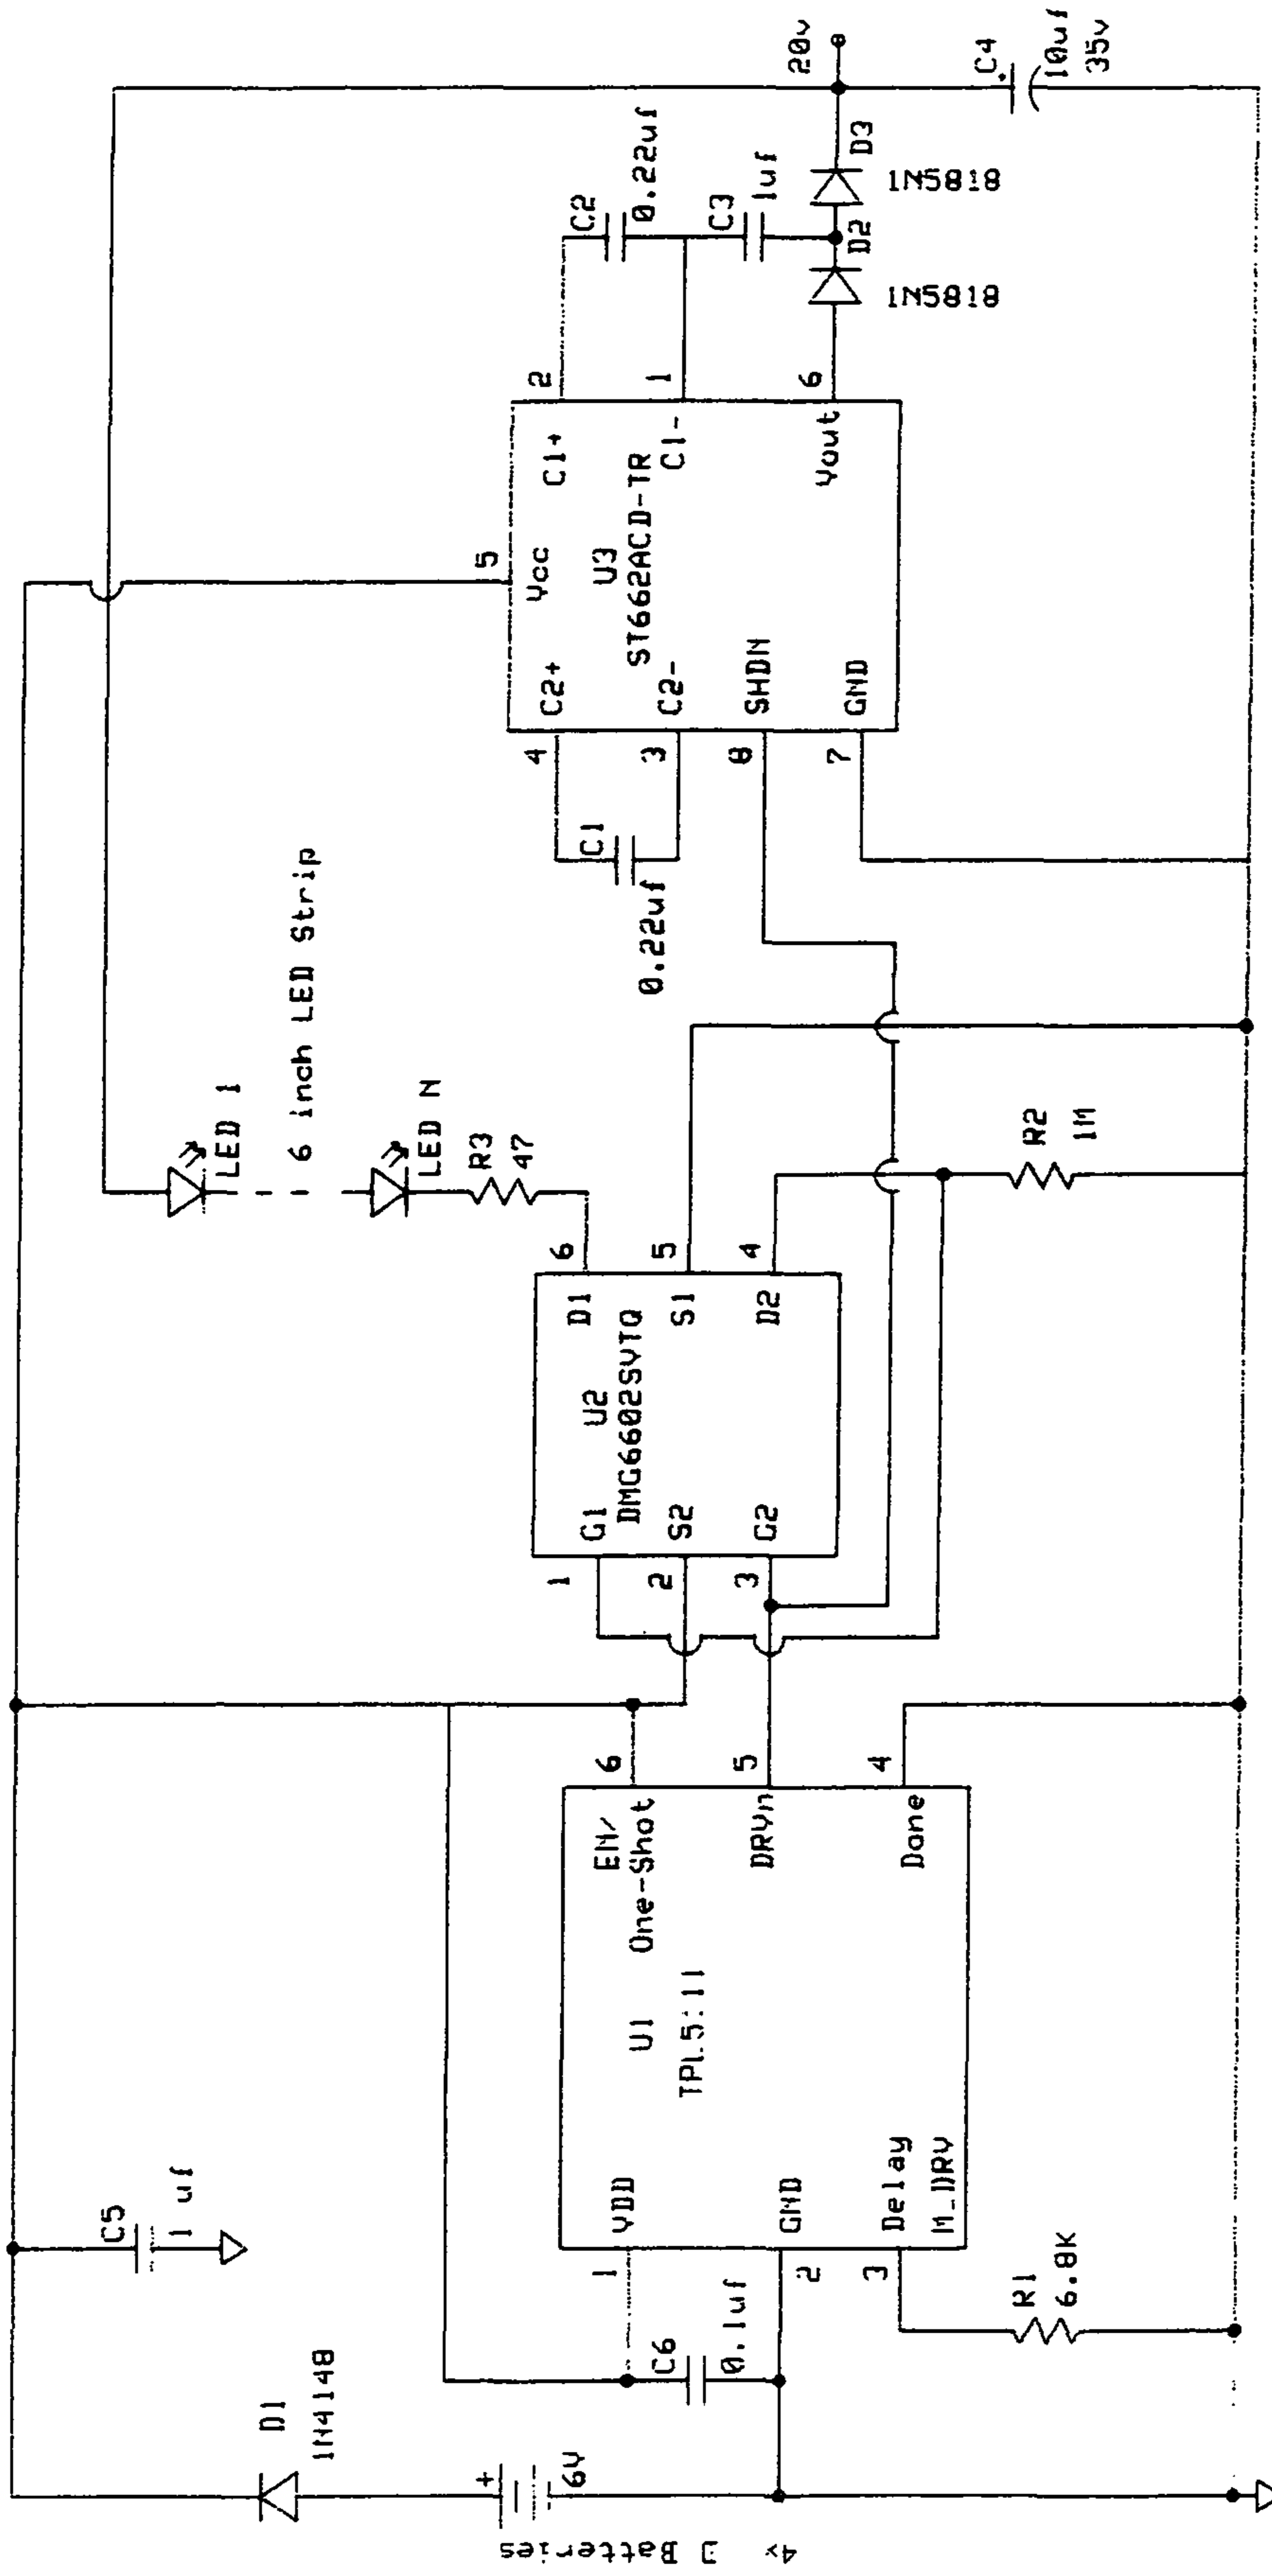 4x D Batteries
6V
+
D1
1N4148
C5
1 uf
C6
0.1uf
1
VDD
2
GND
3
Delay
M_DRV
R1
6.8K
U1
EN/
One-Shot
6
DRVn
5
Done
4
1
G1
2
S2
3
G2
U2
DMG6602SVTQ
D1
6
S1
5
D2
4
R2
1M
LED 1
6 inch LED Strip
LED N
R3
47
C1
0.22uf
4
C2+
3
C2-
8
SHDN
7
GND
5
Vcc
U3
ST662ACD-TR
C1+
2
C1-
1
Vout
6
C2
0.22uf
C3
1uf
D2
1N5818
D3
1N5818
20v
C4
10uf
35v
+